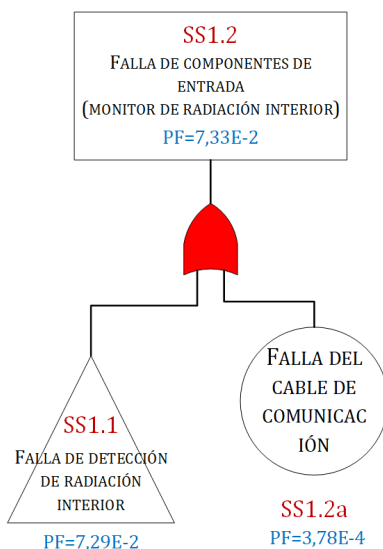 SS1.2
FALLA DE COMPONENTES DE
ENTRADA
(MONITOR DE RADIACIÓN INTERIOR)
PF=7,33E-2
SS1.1
FALLA DE DETECCIÓN
DE RADIACIÓN
INTERIOR
PF=7,29E-2
FALLA DEL
CABLE DE
COMUNICAC
IÓN
SS1.2a
PF=3,78E-4